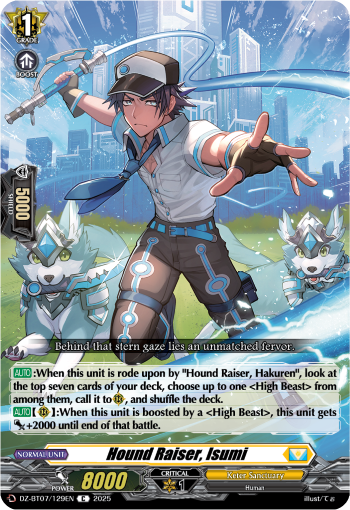 1
GRADE
BOOST
5000
SHIELD
Behind that stern gaze lies an unmatched fervor.
AUTO:When this unit is rode upon by "Hound Raiser, Hakuren", look at
the top seven cards of your deck, choose up to one <High Beast> from
among them, call it to , and shuffle the deck.
AUTO【 】:When this unit is boosted by a <High Beast>, this unit gets
+2000 until end of that battle.
NORMAL UNIT
Hound Raiser, Isumi
POWER
8000
CRITICAL
1
Keter Sanctuary
Human
D-DZ-BT07/129EN C 2025
illust/てぁ